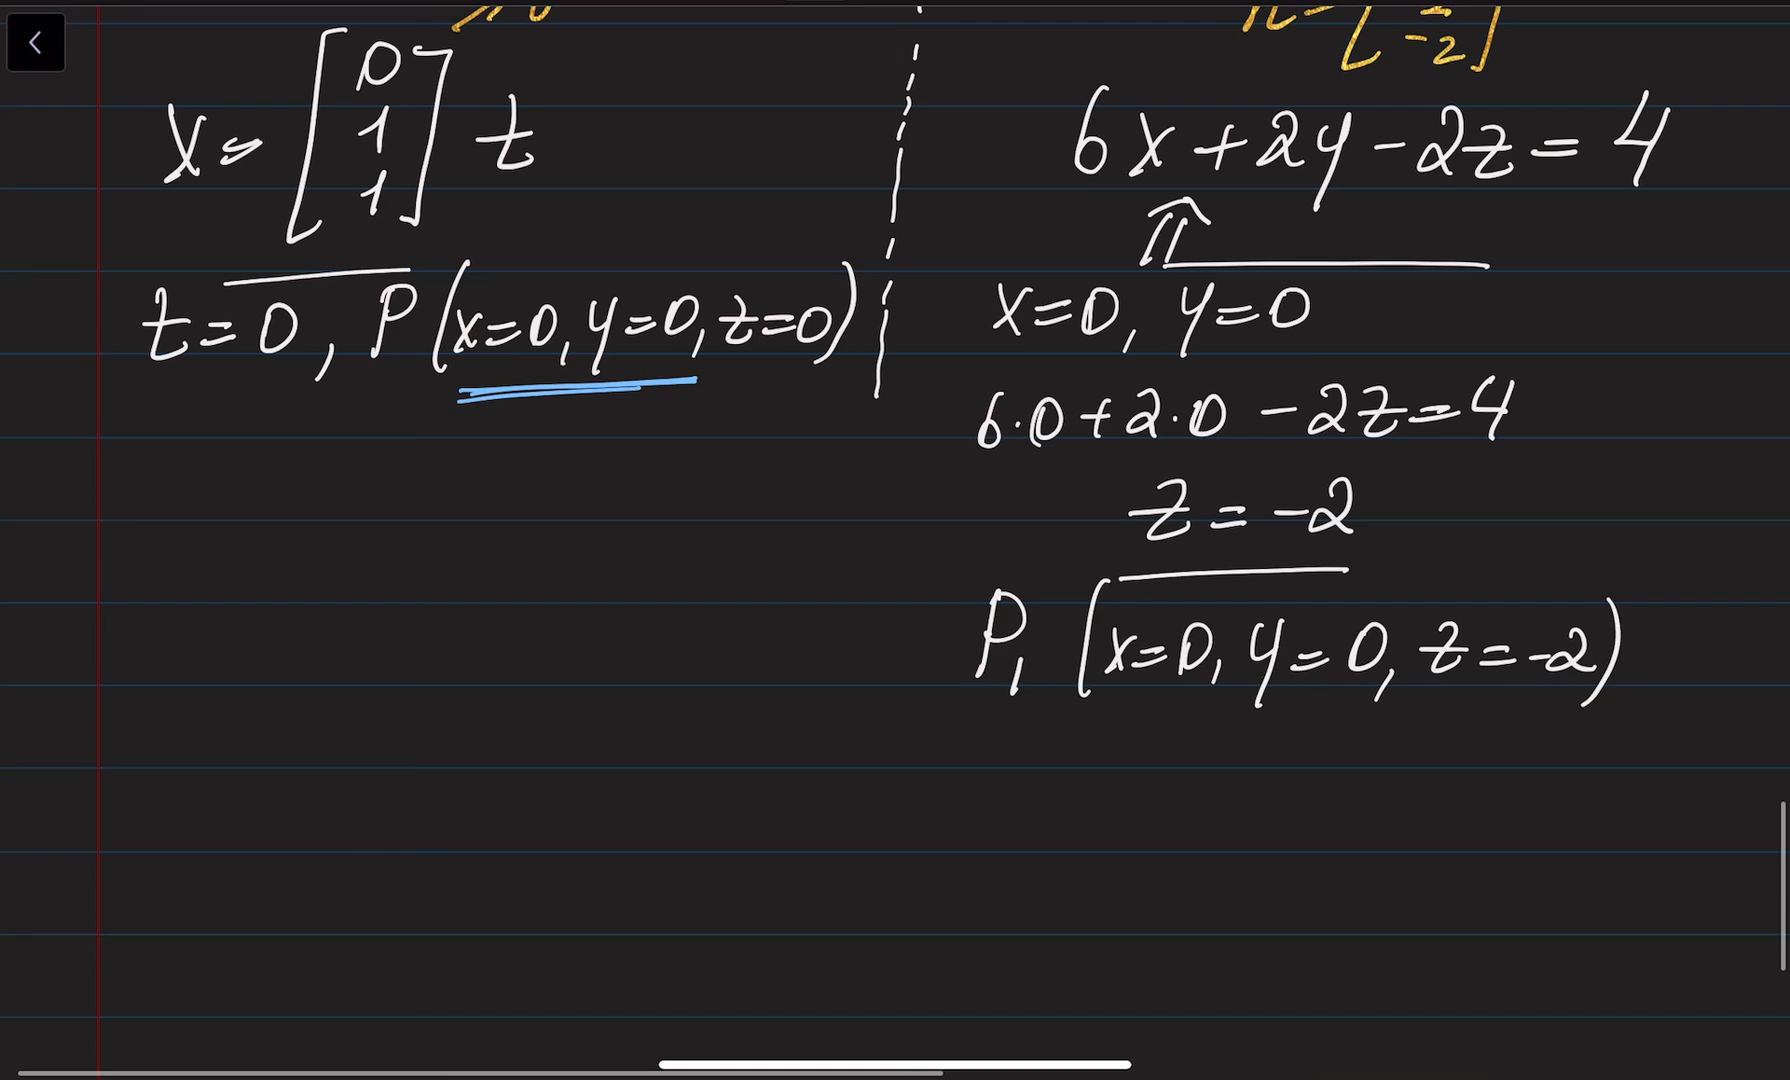 -2
x = [0 1 1] t
t=0, P(x=0, y=0, z=0)
6x+2y-2z=4
π
x=0, y=0
6·0+2·0-2z=4
z=-2
P₁(x=0, y=0, z=-2)